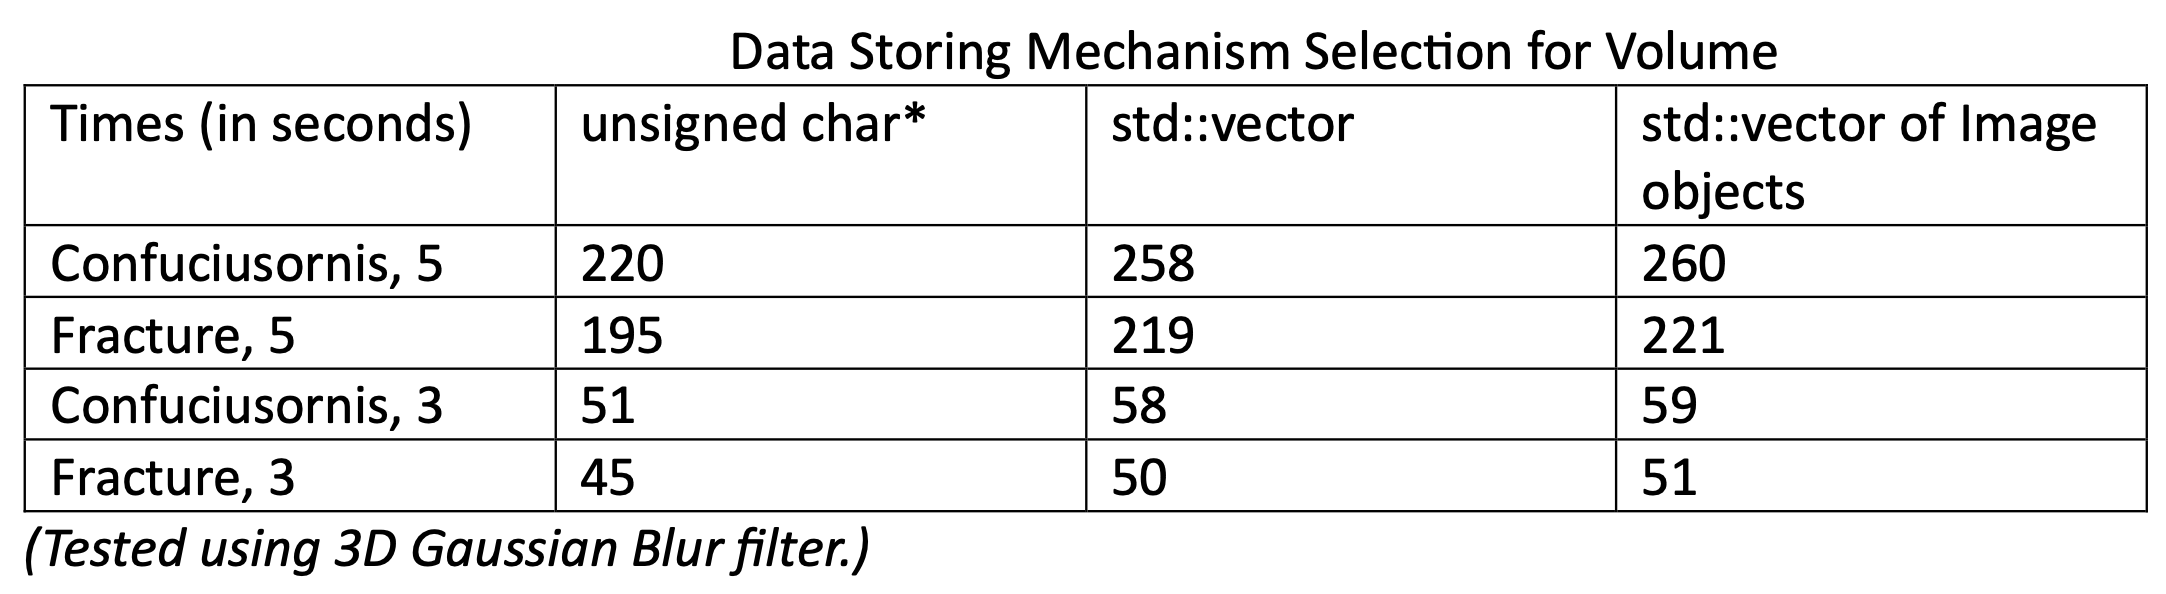 Data Storing Mechanism Selection for Volume
Times (in seconds) unsigned char* std::vector std::vector of Image
objects
Confuciusornis, 5 220 258 260
Fracture, 5 195 219 221
Confuciusornis, 3 51 58 59
Fracture, 3 45 50 51
(Tested using 3D Gaussian Blur filter.)